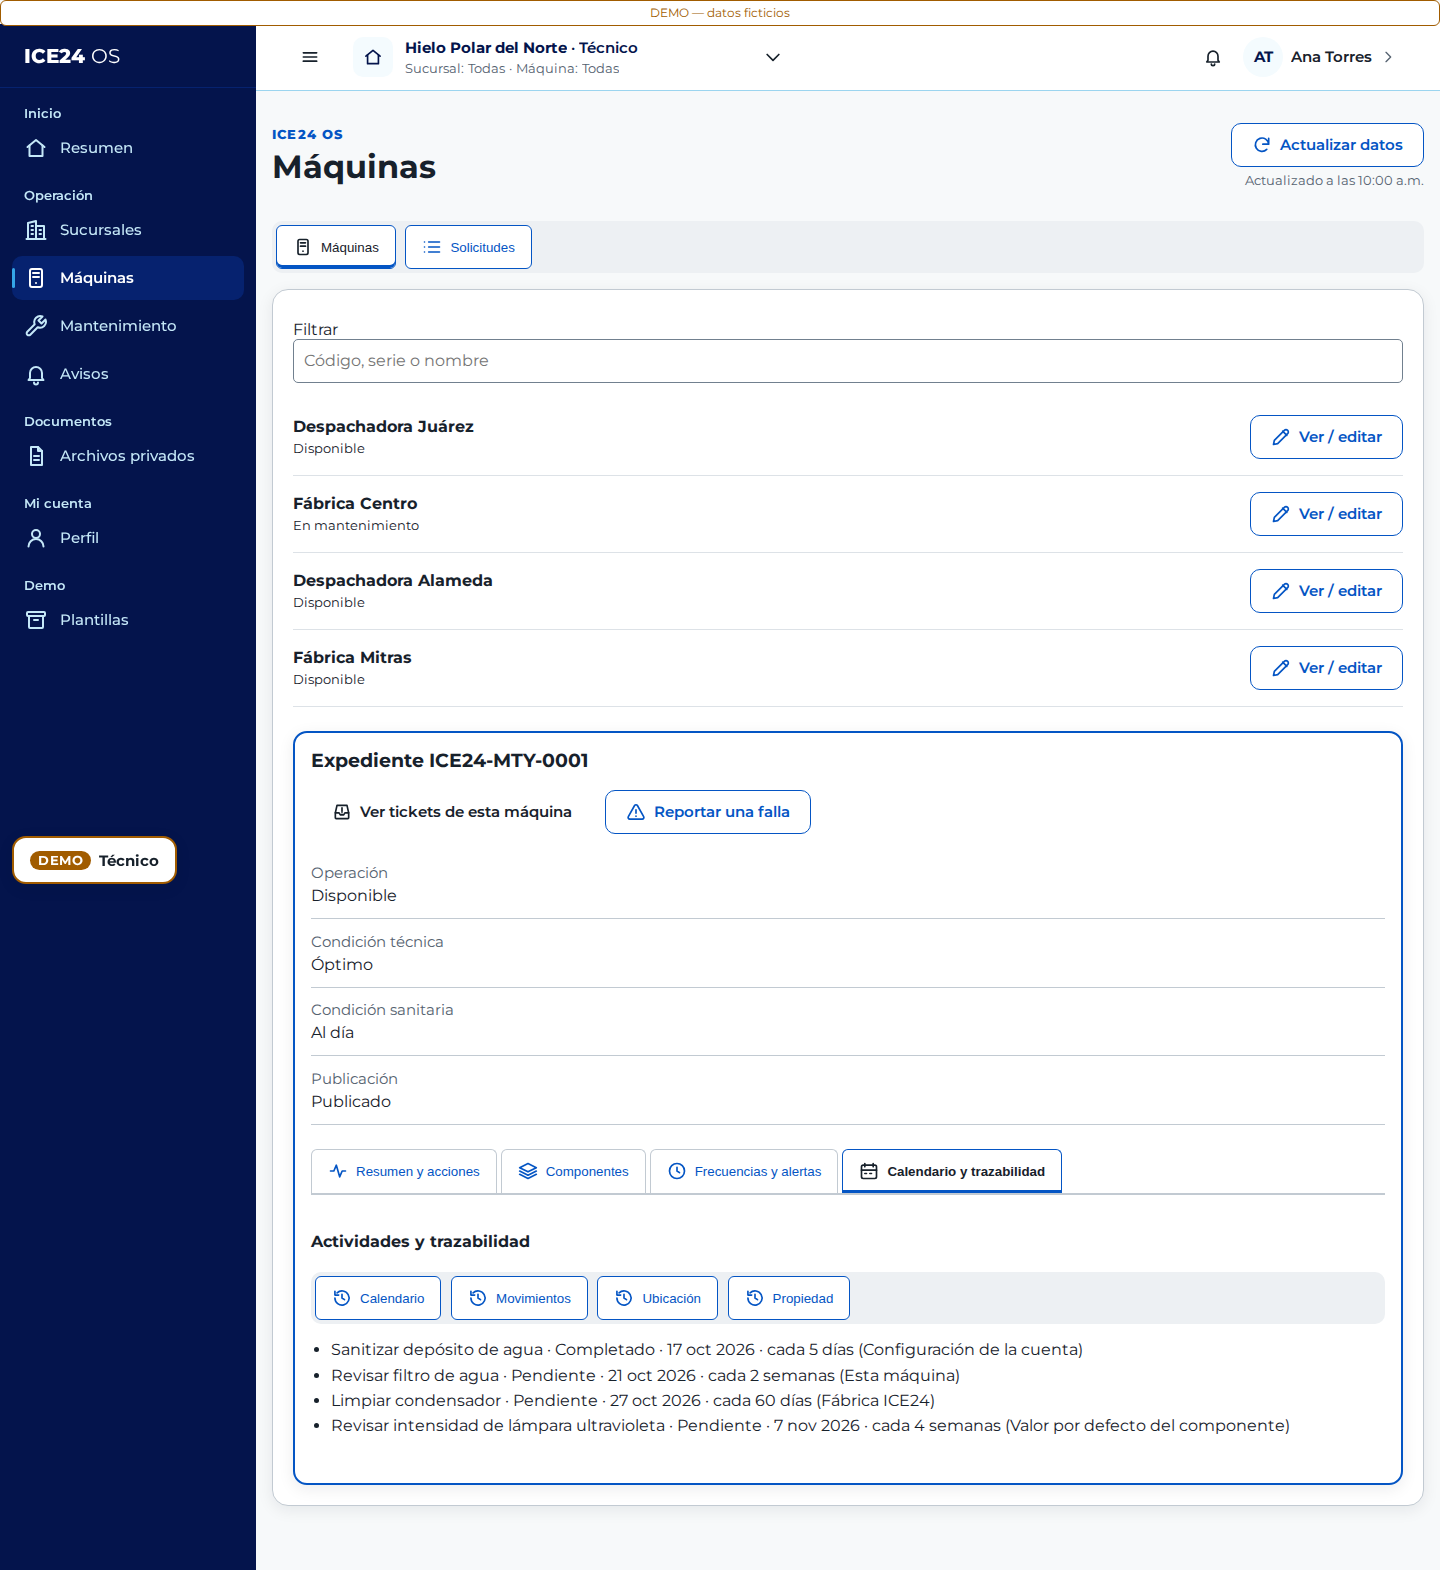 DEMO — datos ficticios
ICE24 OS
Hielo Polar del Norte · Técnico
Sucursal: Todas · Máquina: Todas
AT
Ana Torres
Inicio
Resumen
Operación
Sucursales
Máquinas
Mantenimiento
Avisos
Documentos
Archivos privados
Mi cuenta
Perfil
Demo
Plantillas
DEMO Técnico
ICE24 OS
Máquinas
Actualizar datos
Actualizado a las 10:00 a.m.
Máquinas
Solicitudes
Filtrar
Código, serie o nombre
Despachadora Juárez
Disponible
Ver / editar
Fábrica Centro
En mantenimiento
Ver / editar
Despachadora Alameda
Disponible
Ver / editar
Fábrica Mitras
Disponible
Ver / editar
Expediente ICE24-MTY-0001
Ver tickets de esta máquina
Reportar una falla
Operación
Disponible
Condición técnica
Óptimo
Condición sanitaria
Al día
Publicación
Publicado
Resumen y acciones
Componentes
Frecuencias y alertas
Calendario y trazabilidad
Actividades y trazabilidad
Calendario
Movimientos
Ubicación
Propiedad
Sanitizar depósito de agua · Completado · 17 oct 2026 · cada 5 días (Configuración de la cuenta)
Revisar filtro de agua · Pendiente · 21 oct 2026 · cada 2 semanas (Esta máquina)
Limpiar condensador · Pendiente · 27 oct 2026 · cada 60 días (Fábrica ICE24)
Revisar intensidad de lámpara ultravioleta · Pendiente · 7 nov 2026 · cada 4 semanas (Valor por defecto del componente)